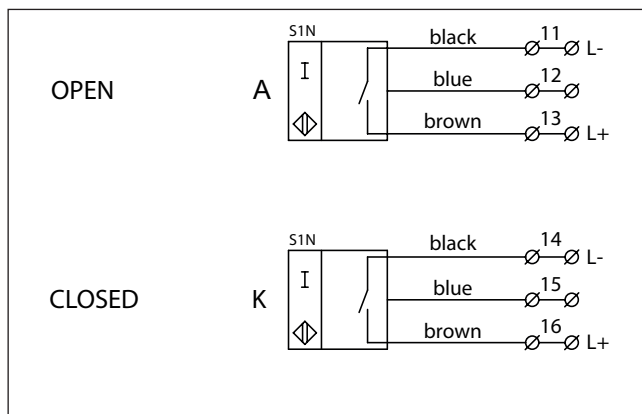 S1N
black 11 L-
I
OPEN A blue 12
brown 13 L+
S1N
black 14 L-
I
CLOSED K blue 15
brown 16 L+